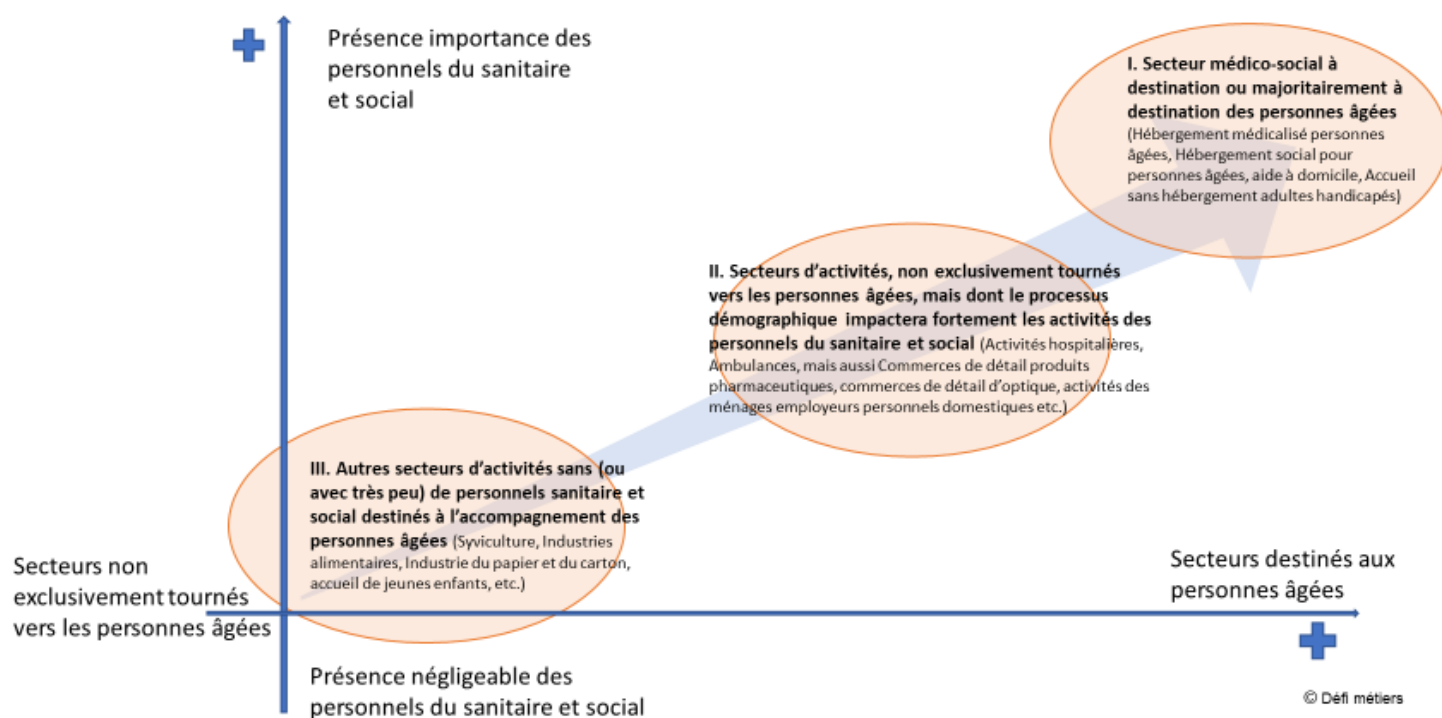 Présence importance des
personnels du sanitaire
et social
I. Secteur médico-social à
destination ou majoritairement à
destination des personnes âgées
(Hébergement médicalisé personnes
âgées, Hébergement social pour
personnes âgées, aide à domicile, Accueil
sans hébergement adultes handicapés)
II. Secteurs d'activités, non exclusivement tournés
vers les personnes âgées, mais dont le processus
démographique impactera fortement les activités des
personnels du sanitaire et social (Activités hospitalières,
Ambulances, mais aussi Commerces de détail produits
pharmaceutiques, commerces de détail d'optique, activités des
ménages employeurs personnels domestiques etc.)
III. Autres secteurs d'activités sans (ou
avec très peu) de personnels sanitaire et
social destinés à l'accompagnement des
personnes âgées (Syviculture, Industries
alimentaires, Industrie du papier et du carton,
accueil de jeunes enfants, etc.)
Secteurs non
exclusivement tournés
vers les personnes âgées
Secteurs destinés aux
personnes âgées
Présence négligeable des
personnels du sanitaire et social
© Défi métiers